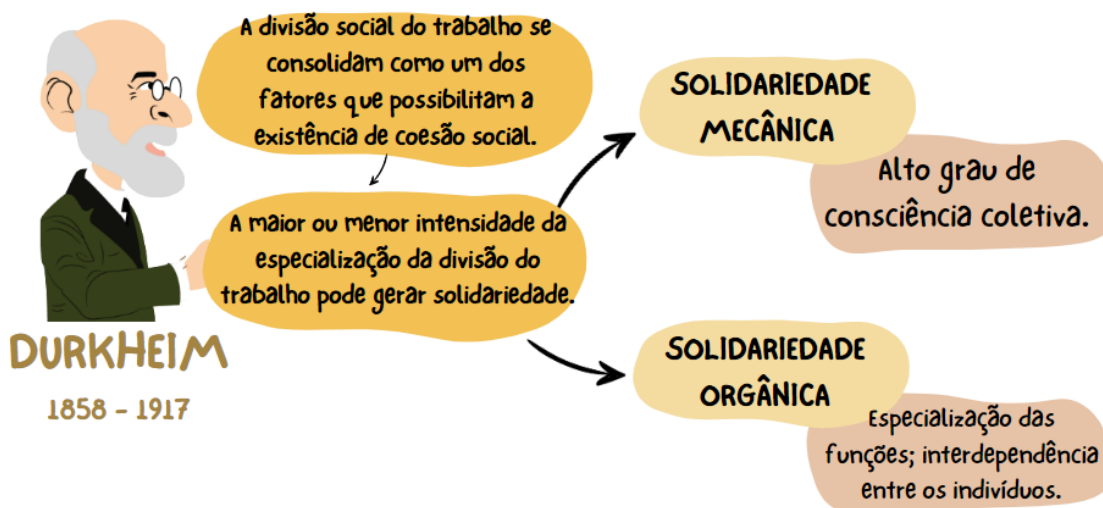 A divisão social do trabalho se
consolidam como um dos
fatores que possibilitam a
existência de coesão social.
A maior ou menor intensidade da
especialização da divisão do
trabalho pode gerar solidariedade.
DURKHEIM
1858 - 1917
SOLIDARIEDADE
MECÂNICA
Alto grau de
consciência coletiva.
SOLIDARIEDADE
ORGÂNICA
Especialização das
funções; interdependência
entre os indivíduos.